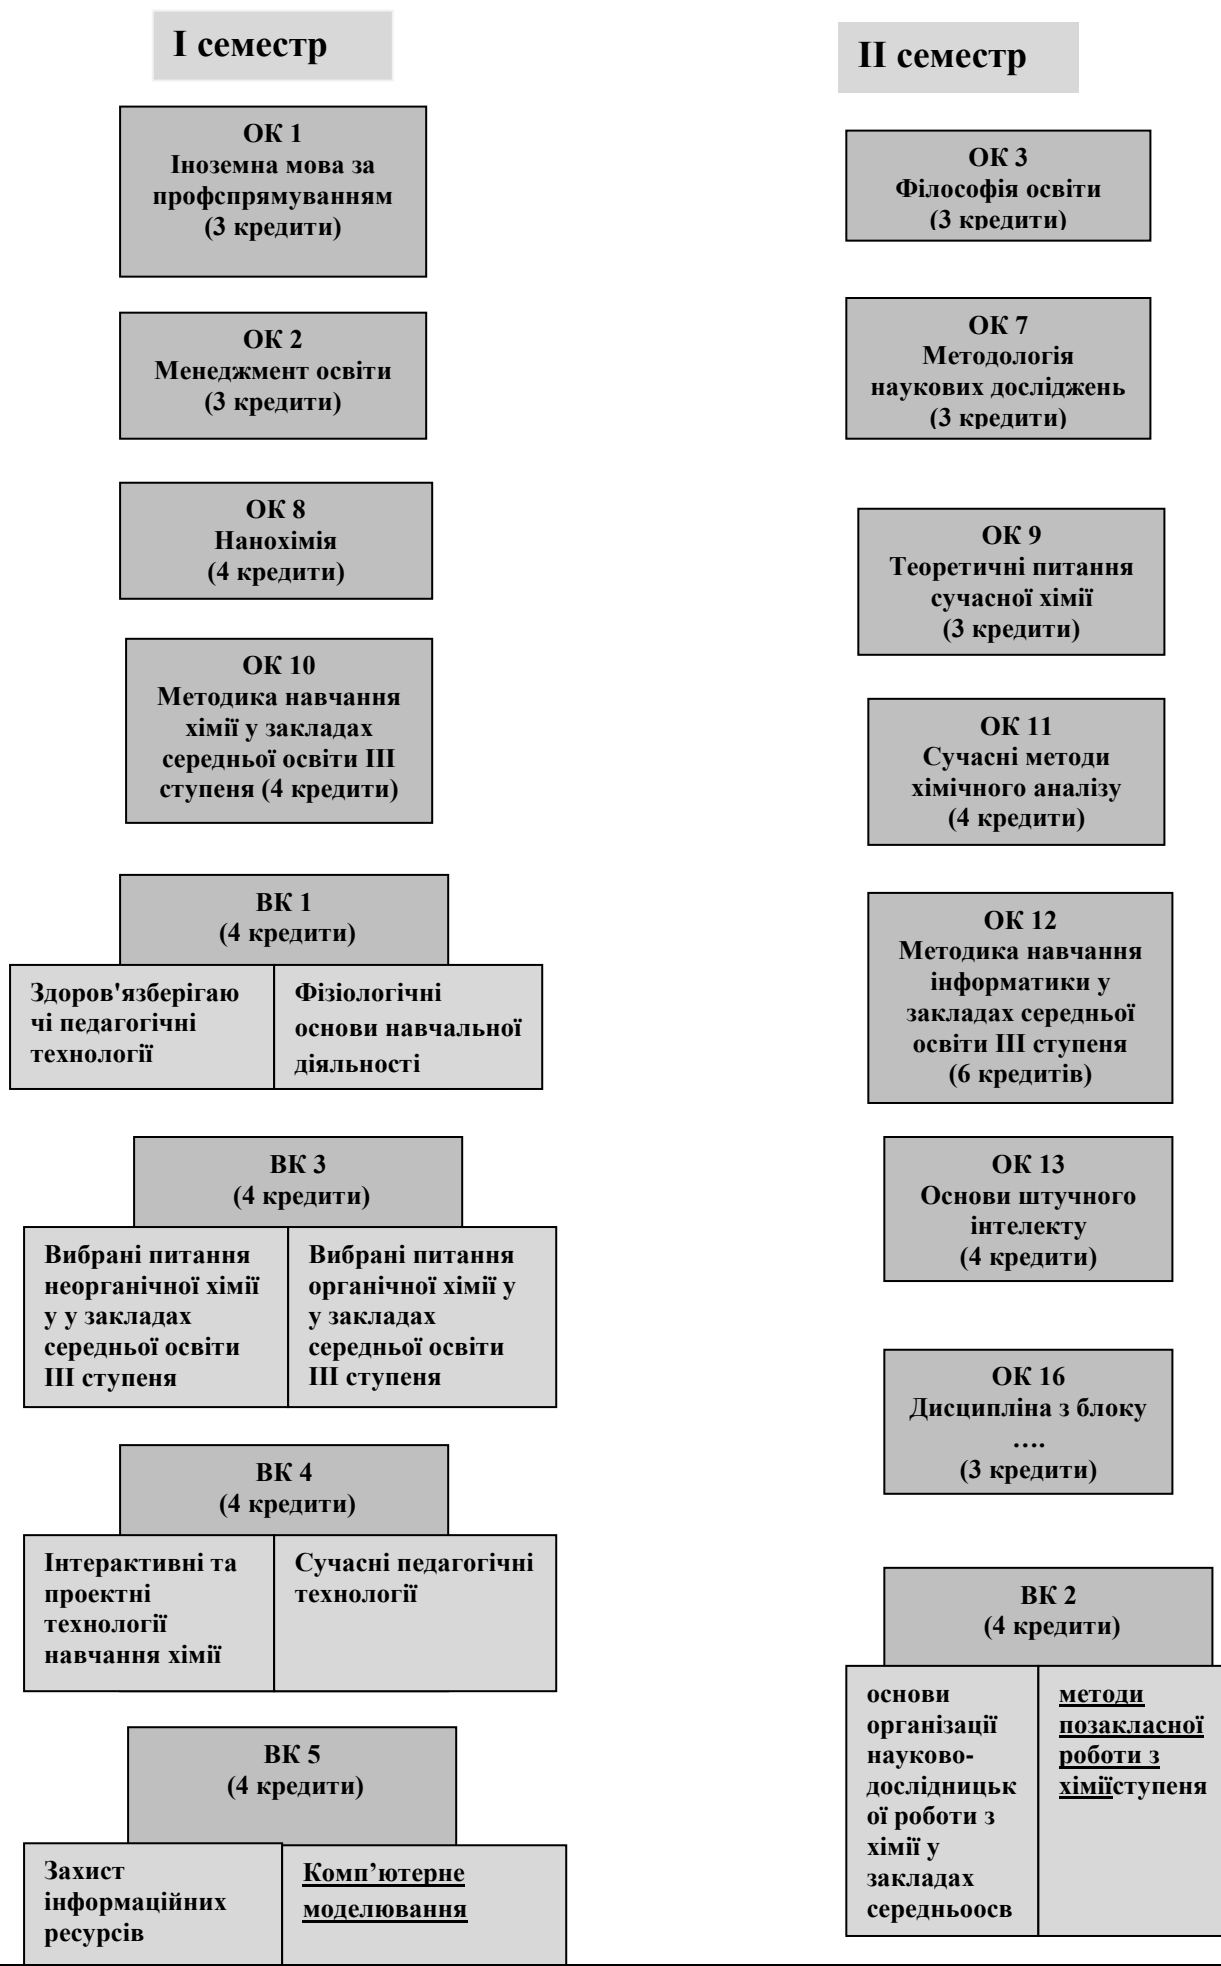 І семестр
ОК 1
Іноземна мова за
профспрямуванням
(3 кредити)
ОК 2
Менеджмент освіти
(3 кредити)
ОК 8
Нанохімія
(4 кредити)
ОК 10
Методика навчання
хімії у закладах
середньої освіти ІІІ
ступеня (4 кредити)
ВК 1
(4 кредити)
Здоров'язберігаю
чі педагогічні
технології
Фізіологічні
основи навчальної
діяльності
ВК 3
(4 кредити)
Вибрані питання
неорганічної хімії
у у закладах
середньої освіти
ІІІ ступеня
Вибрані питання
органічної хімії у
у закладах
середньої освіти
ІІІ ступеня
ВК 4
(4 кредити)
Інтерактивні та
проектні
технології
навчання хімії
Сучасні педагогічні
технології
ВК 5
(4 кредити)
Захист
інформаційних
ресурсів
Комп’ютерне
моделювання
ІІ семестр
ОК 3
Філософія освіти
(3 кредити)
ОК 7
Методологія
наукових досліджень
(3 кредити)
ОК 9
Теоретичні питання
сучасної хімії
(3 кредити)
ОК 11
Сучасні методи
хімічного аналізу
(4 кредити)
ОК 12
Методика навчання
інформатики у
закладах середньої
освіти ІІІ ступеня
(6 кредитів)
ОК 13
Основи штучного
інтелекту
(4 кредити)
ОК 16
Дисципліна з блоку
….
(3 кредити)
ВК 2
(4 кредити)
основи
організації
науково-
дослідницьк
ої роботи з
хімії у
закладах
середньоосв
методи
позакласної
роботи з
хіміїступеня